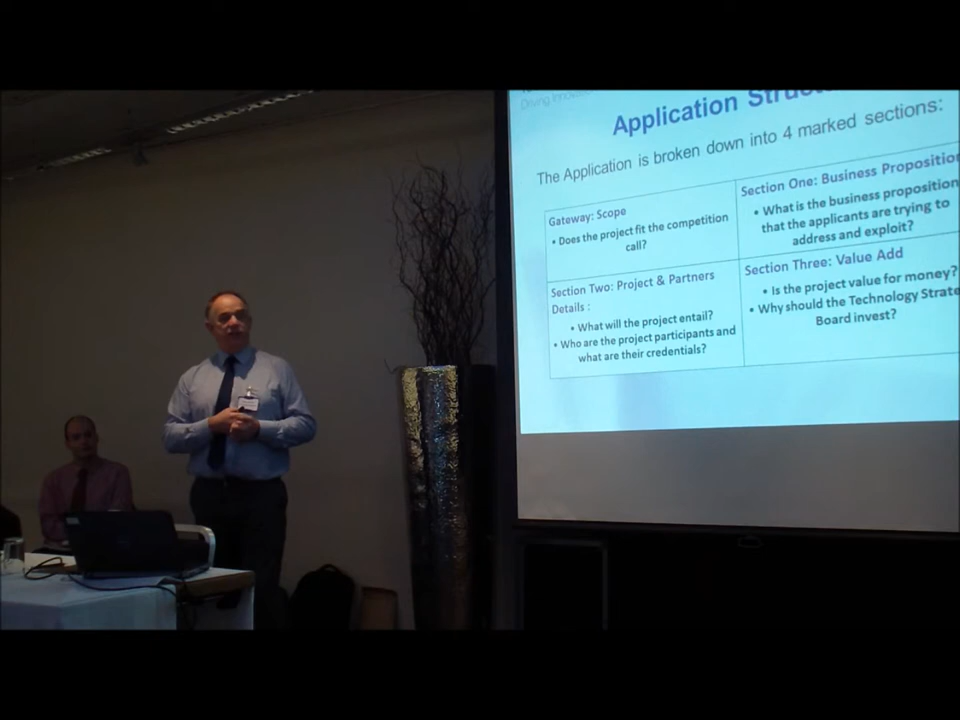 Driving
Application
The Application is broken down into 4 marked sections:
Gateway: Scope
• Does the project fit the competition
call?
Section One: Business Proposition
• What is the business proposition
that the applicants are trying to
address and exploit?
Section Two: Project & Partners
Details :
• What will the project entail?
• Who are the project participants and
what are their credentials?
Section Three: Value Add
• Is the project value for money?
• Why should the Technology
Board invest?